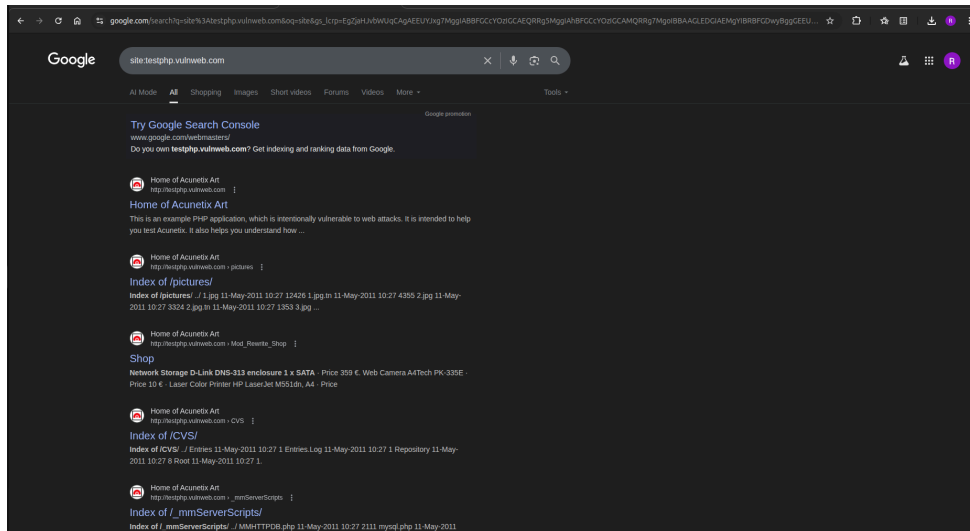 google.com/search?q=site%3Atestphp.vulnweb.com&oq=site&gs_lcrp=
Google
site:testphp.vulnweb.com
R
R
AI Mode All Shopping Images Short videos Forums Videos More Tools
Google promotion
Try Google Search Console
www.google.com/webmasters/
Do you own testphp.vulnweb.com? Get indexing and ranking data from Google.
Home of Acunetix Art
http://testphp.vulnweb.com
Home of Acunetix Art
This is an example PHP application, which is intentionally vulnerable to web attacks. It is intended to help
you test Acunetix. It also helps you understand how ...
Home of Acunetix Art
http://testphp.vulnweb.com › pictures
Index of /pictures/
Index of /pictures/ ../ 1.jpg 11-May-2011 10:27 12426 1.jpg.tn 11-May-2011 10:27 4355 2.jpg 11-May-
2011 10:27 3324 2.jpg.tn 11-May-2011 10:27 1353 3.jpg ...
Home of Acunetix Art
http://testphp.vulnweb.com › Mod_Rewrite_Shop
Shop
Network Storage D-Link DNS-313 enclosure 1 x SATA · Price 359 €. Web Camera A4Tech PK-335E ·
Price 10 € · Laser Color Printer HP LaserJet M551dn, A4 · Price
Home of Acunetix Art
http://testphp.vulnweb.com › CVS
Index of /CVS/
Index of /CVS/ ../ Entries 11-May-2011 10:27 1 Entries.Log 11-May-2011 10:27 1 Repository 11-May-
2011 10:27 8 Root 11-May-2011 10:27 1.
Home of Acunetix Art
http://testphp.vulnweb.com › _mmServerScripts
Index of /_mmServerScripts/
Index of /_mmServerScripts/ ../ MMHTTPDB.php 11-May-2011 10:27 2111 mysql.php 11-May-2011